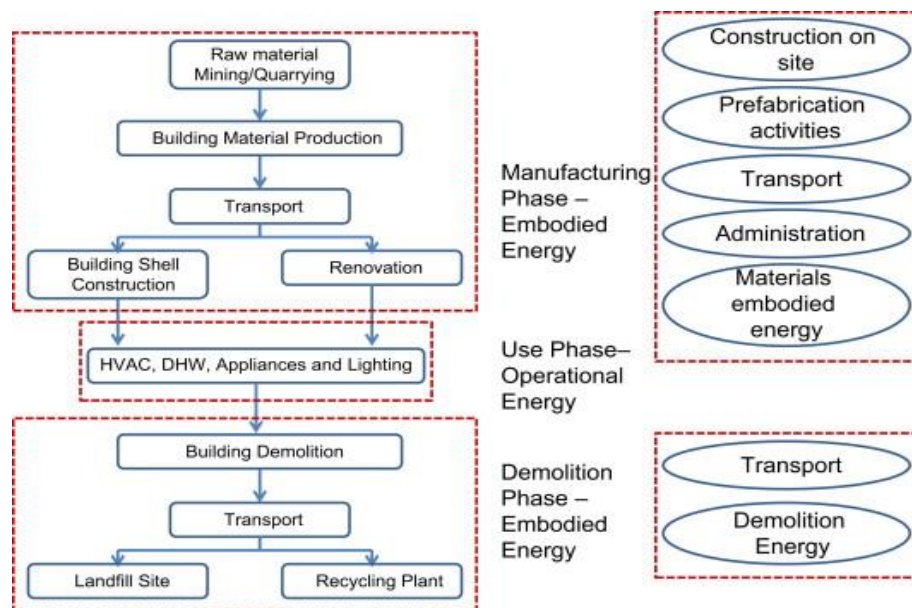 Raw material
Mining/Quarrying
Building Material Production
Transport
Building Shell
Construction
Renovation
HVAC, DHW, Appliances and Lighting
Building Demolition
Transport
Landfill Site
Recycling Plant
Manufacturing
Phase –
Embodied
Energy
Use Phase–
Operational
Energy
Demolition
Phase –
Embodied
Energy
Construction on
site
Prefabrication
activities
Transport
Administration
Materials
embodied
energy
Transport
Demolition
Energy